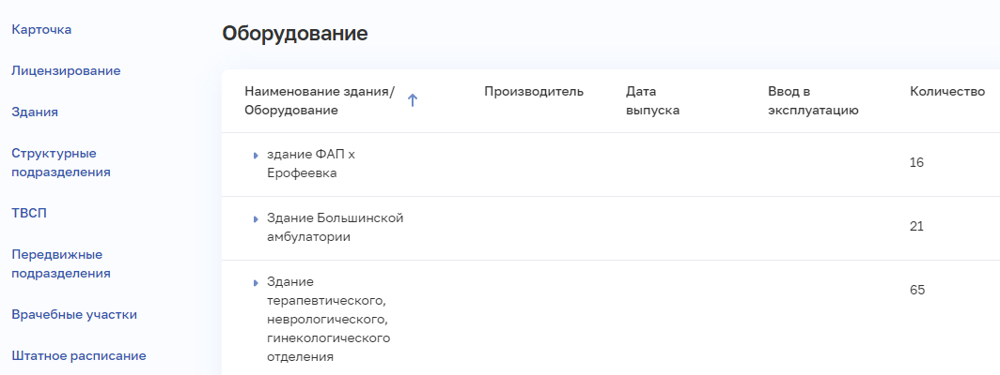 Карточка
Лицензирование
Здания
Структурные
подразделения
ТВСП
Передвижные
подразделения
Врачебные участки
Штатное расписание
Оборудование
Наименование здания/
Оборудование
Производитель
Дата
выпуска
Ввод в
эксплуатацию
Количество
здание ФАП х
Ерофеевка
16
Здание Большинской
амбулатории
21
Здание
терапевтического,
неврологического,
гинекологического
отделения
65